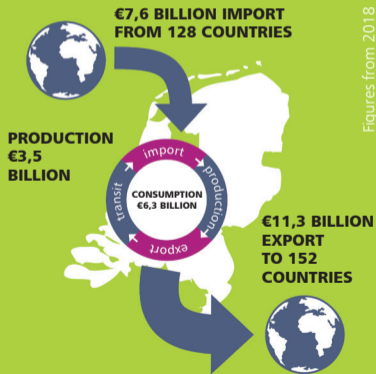 €7,6 BILLION IMPORT
FROM 128 COUNTRIES
Figures from 2018
PRODUCTION
€3,5
BILLION
import
production
export
transit
CONSUMPTION
€6,3 BILLION
€11,3 BILLION
EXPORT
TO 152
COUNTRIES